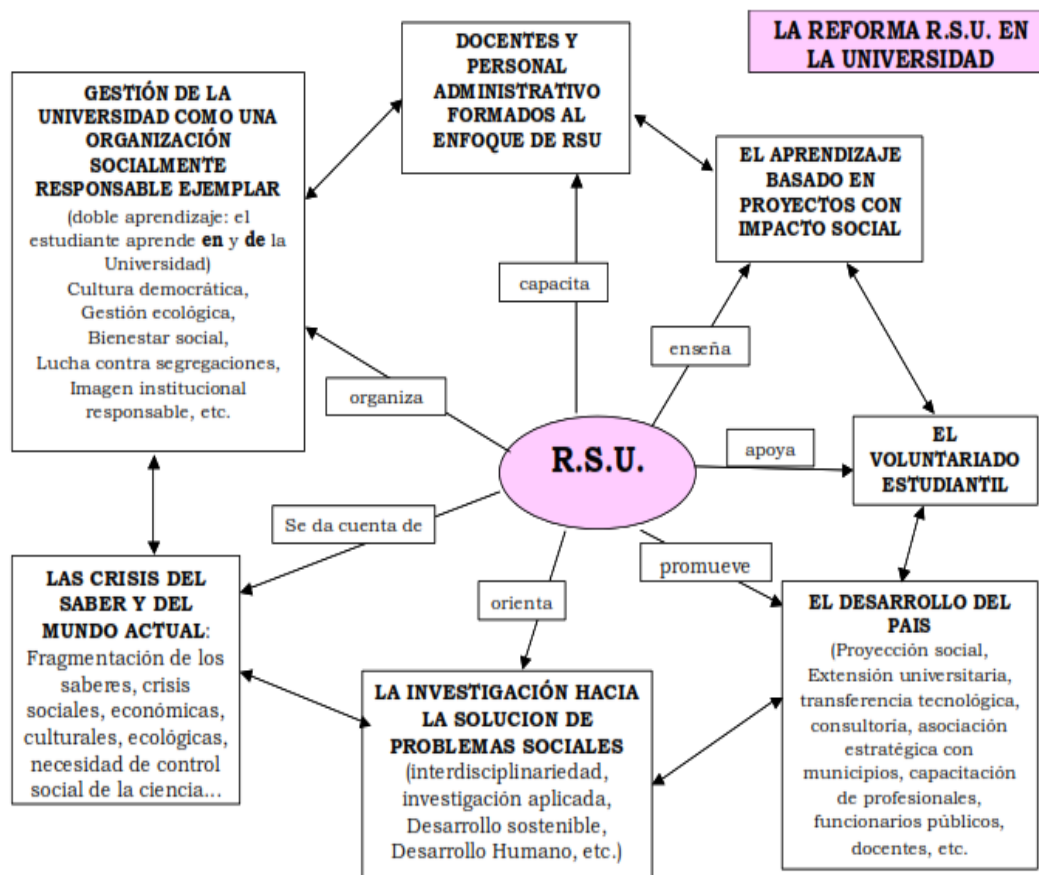 LA REFORMA R.S.U. EN
LA UNIVERSIDAD
DOCENTES Y
PERSONAL
ADMINISTRATIVO
FORMADOS AL
ENFOQUE DE RSU
GESTIÓN DE LA
UNIVERSIDAD COMO UNA
ORGANIZACIÓN
SOCIALMENTE
RESPONSABLE EJEMPLAR
(doble aprendizaje: el
estudiante aprende en y de la
Universidad)
Cultura democrática,
Gestión ecológica,
Bienestar social,
Lucha contra segregaciones,
Imagen institucional
responsable, etc.
EL APRENDIZAJE
BASADO EN
PROYECTOS CON
IMPACTO SOCIAL
capacita
enseña
organiza
R.S.U.
apoya
EL
VOLUNTARIADO
ESTUDIANTIL
Se da cuenta de
promueve
orienta
LAS CRISIS DEL
SABER Y DEL
MUNDO ACTUAL:
Fragmentación de los
saberes, crisis
sociales, económicas,
culturales, ecológicas,
necesidad de control
social de la ciencia...
LA INVESTIGACIÓN HACIA
LA SOLUCION DE
PROBLEMAS SOCIALES
(interdisciplinariedad,
investigación aplicada,
Desarrollo sostenible,
Desarrollo Humano, etc.)
EL DESARROLLO DEL
PAIS
(Proyección social,
Extensión universitaria,
transferencia tecnológica,
consultoría, asociación
estratégica con
municipios, capacitación
de profesionales,
funcionarios públicos,
docentes, etc.